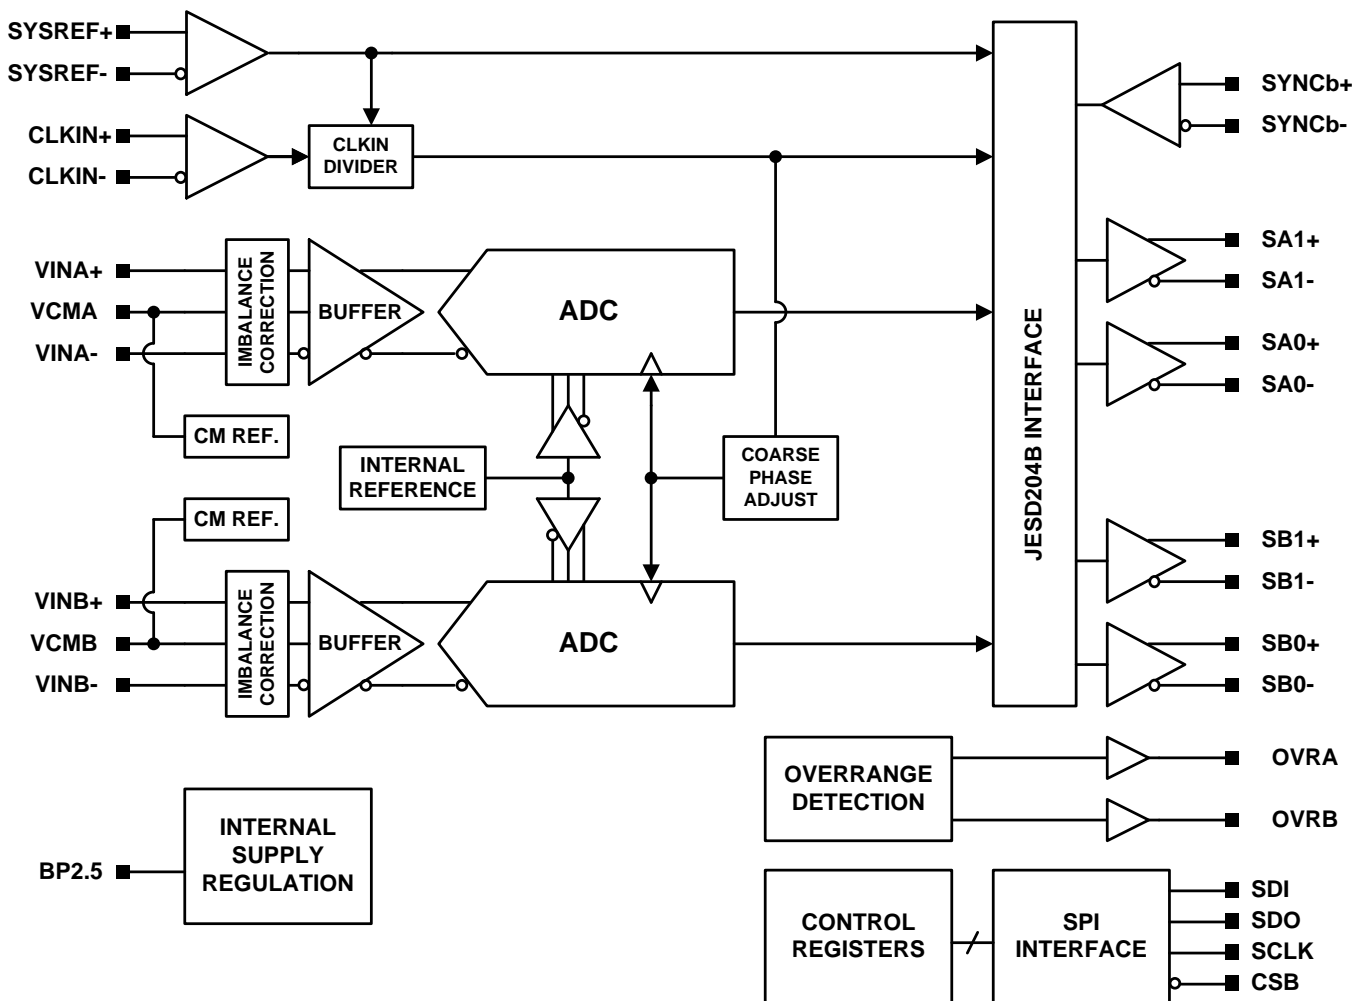 SYSREF+
SYSREF-
CLKIN+
CLKIN-
CLKIN
DIVIDER
SYNCb+
SYNCb-
VINA+
VCMA
VINA-
IMBALANCE
CORRECTION
BUFFER
ADC
CM REF.
INTERNAL
REFERENCE
COARSE
PHASE
ADJUST
JESD204B INTERFACE
SA1+
SA1-
SA0+
SA0-
CM REF.
VINB+
VCMB
VINB-
IMBALANCE
CORRECTION
BUFFER
ADC
SB1+
SB1-
SB0+
SB0-
OVERRANGE
DETECTION
OVRA
OVRB
BP2.5
INTERNAL
SUPPLY
REGULATION
CONTROL
REGISTERS
SPI
INTERFACE
SDI
SDO
SCLK
CSB